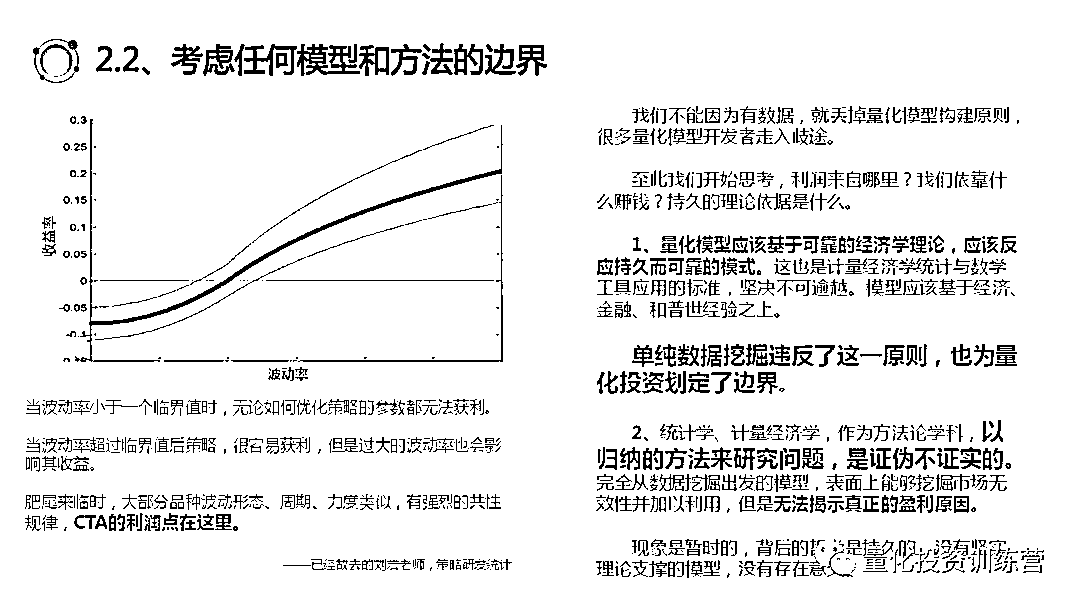 2.2、考虑任何模型和方法的边界
0.3
0.25
0.2
0.15
0.1
0.05
0
-0.05
-0.1
收益率
波动率
当波动率小于一个临界值时，无论如何优化策略的参数都无法获利。
当波动率超过临界值后策略，很容易获利，但是过大的波动率也会影
响其收益。
肥尾来临时，大部分品种波动形态、周期、力度类似，有强烈的共性
规律，CTA的利润点在这里。
——已经故去的刘宏老师，策略研发统计
我们不能因为有数据，就丢掉量化模型构建原则，
很多量化模型开发者走入歧途。
至此我们开始思考，利润来自哪里？我们依靠什
么赚钱？持久的理论依据是什么。
1、量化模型应该基于可靠的经济学理论，应该反
应持久而可靠的模式。这也是计量经济学统计与数学
工具应用的标准，坚决不可逾越。模型应该基于经济、
金融、和普世经验之上。
单纯数据挖掘违反了这一原则，也为量
化投资划定了边界。
2、统计学、计量经济学，作为方法论学科，以
归纳的方法来研究问题，是证伪不证实的。
完全从数据挖掘出发的模型，表面上能够挖掘市场无
效性并加以利用，但是无法揭示真正的盈利原因。
现象是暂时的，背后的是持久的，没有坚实
理论支撑的模型，没有存在意
量化投资训练营